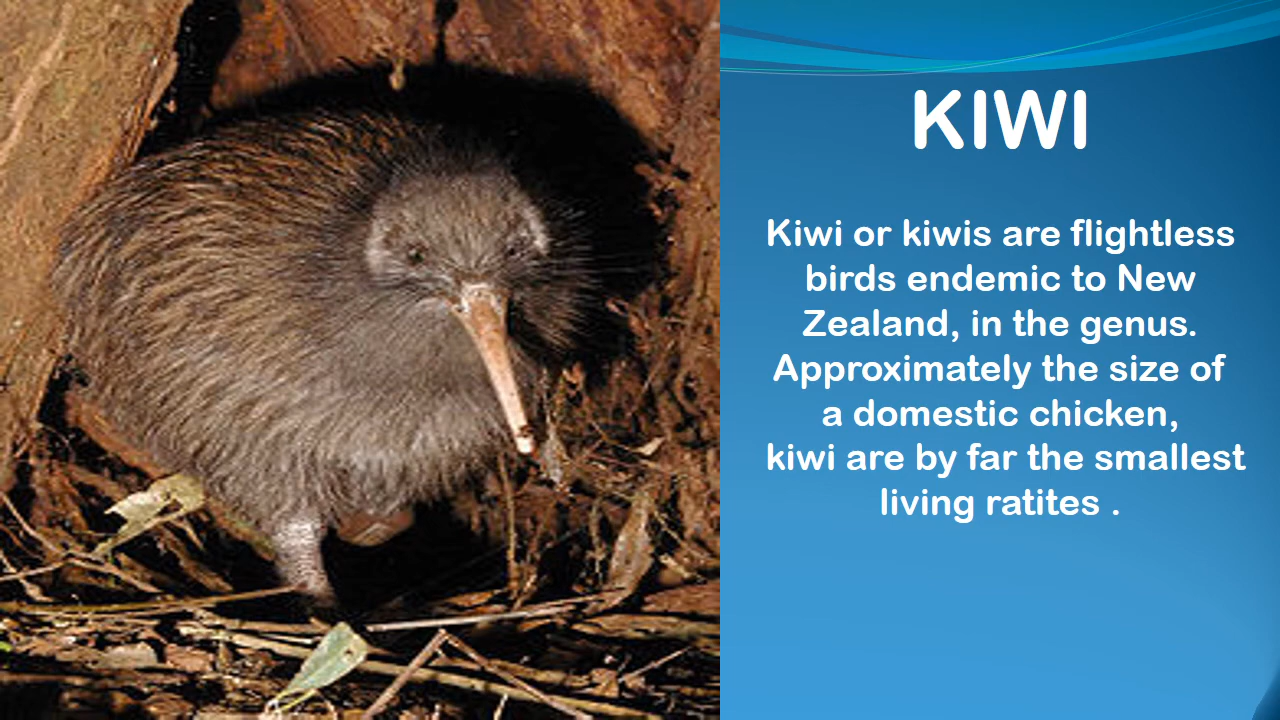 KIWI
Kiwi or kiwis are flightless
birds endemic to New
Zealand, in the genus.
Approximately the size of
a domestic chicken,
kiwi are by far the smallest
living ratites .